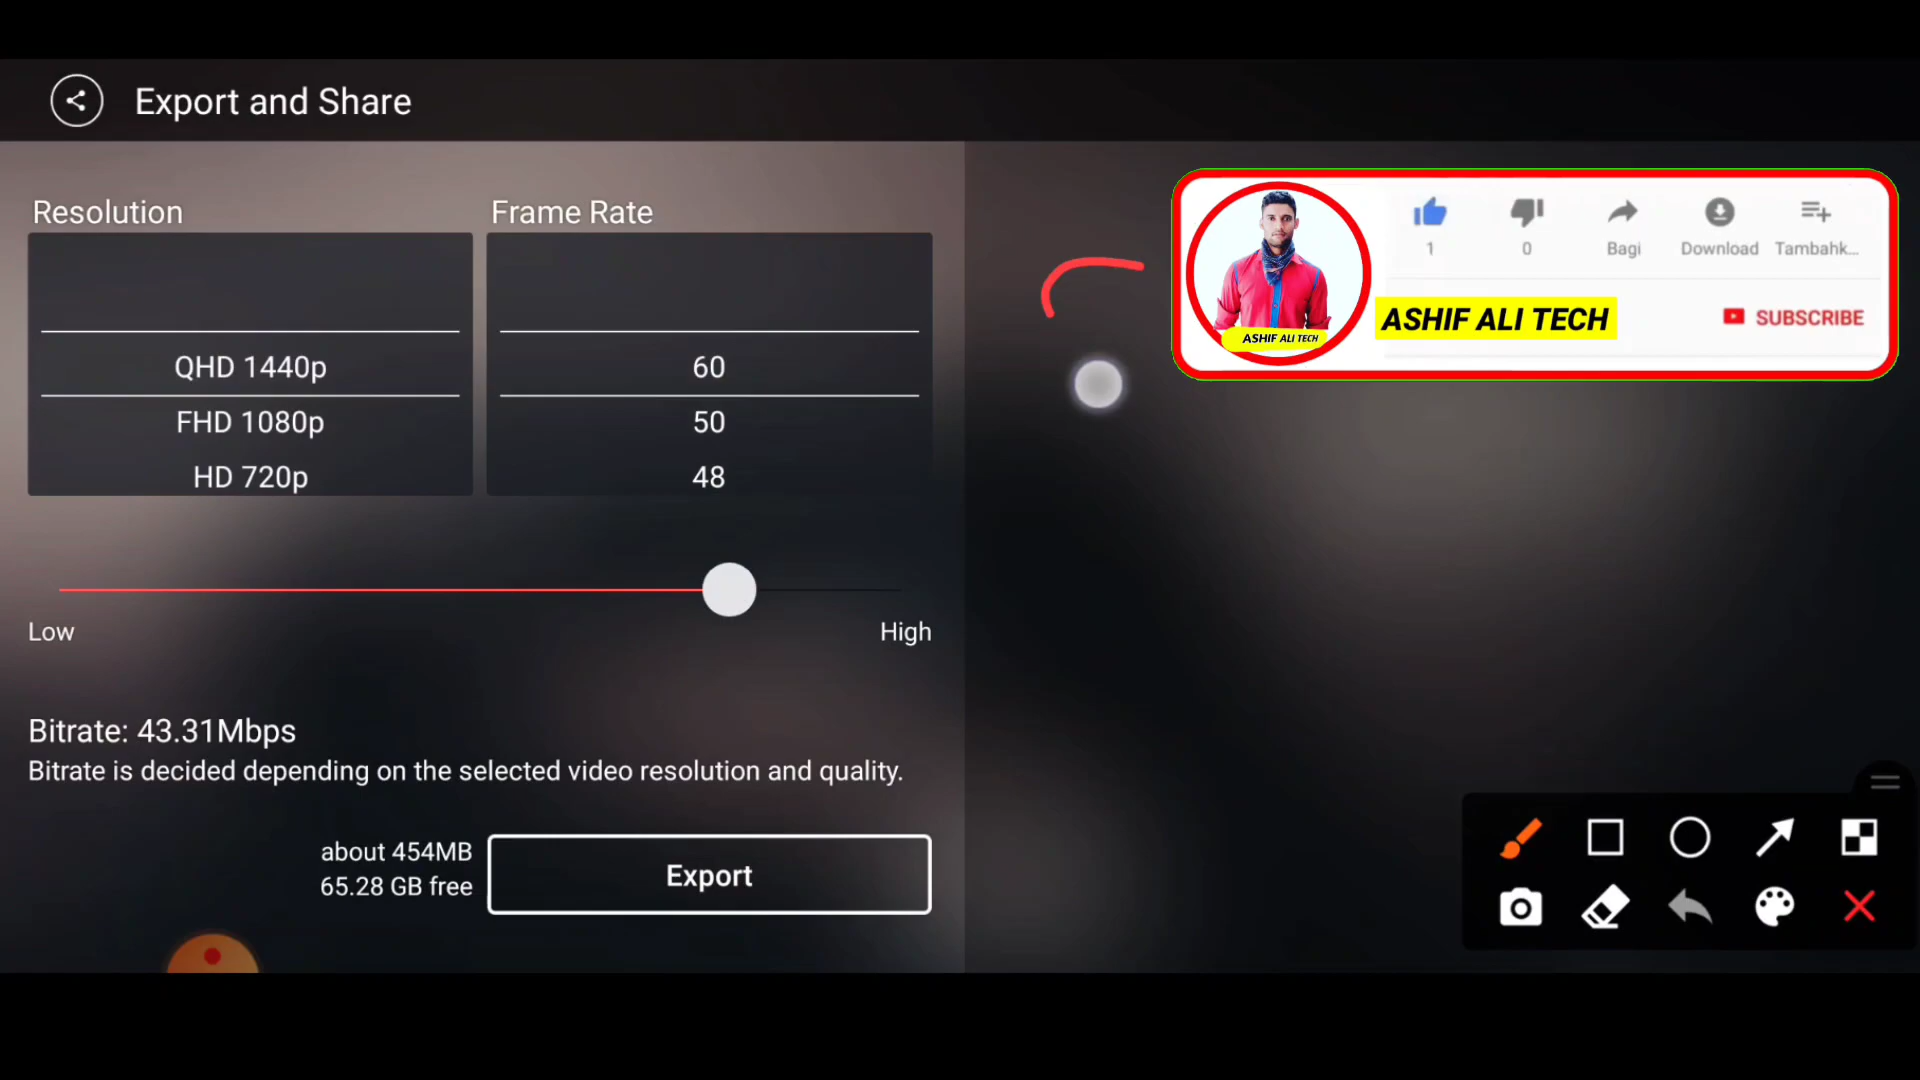 Export and Share
Resolution
Frame Rate
QHD 1440p
FHD 1080p
HD 720p
60
50
48
Low
High
Bitrate: 43.31Mbps
Bitrate is decided depending on the selected video resolution and quality.
about 454MB
65.28 GB free
Export
1
0
Bagi
Download
Tambahk...
ASHIF ALI TECH
ASHIF ALI TECH
SUBSCRIBE